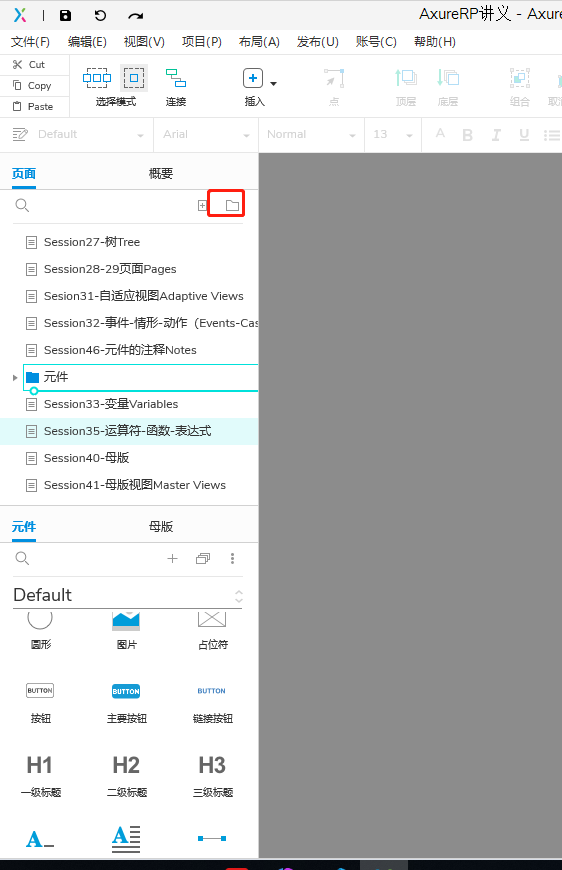 AxureRP讲义 - Axure
文件(F) 编辑(E) 视图(V) 项目(P) 布局(A) 发布(U) 账号(C) 帮助(H)
Cut
Copy
Paste
选择模式 连接 插入 点 顶层 底层 组合
Default Arial Normal 13 A B I U
页面 概要
Session27-树Tree
Session28-29页面Pages
Sesion31-自适应视图Adaptive Views
Session32-事件-情形-动作（Events-Cas
Session46-元件的注释Notes
元件
Session33-变量Variables
Session35-运算符-函数-表达式
Session40-母版
Session41-母版视图Master Views
元件 母版
Default
圆形 图片 占位符
BUTTON BUTTON BUTTON
按钮 主要按钮 链接按钮
H1 H2 H3
一级标题 二级标题 三级标题
A A